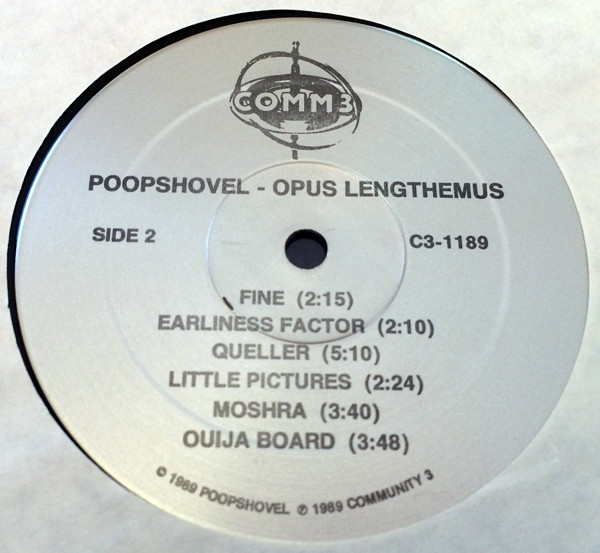 COMM3
POOPSHOVEL - OPUS LENGTHEMUS
SIDE 2
C3-1189
FINE (2:15)
EARLINESS FACTOR (2:10)
QUELLER (5:10)
LITTLE PICTURES (2:24)
MOSHRA (3:40)
OUIJA BOARD (3:48)
© 1989 POOPSHOVEL ℗ 1989 COMMUNITY 3